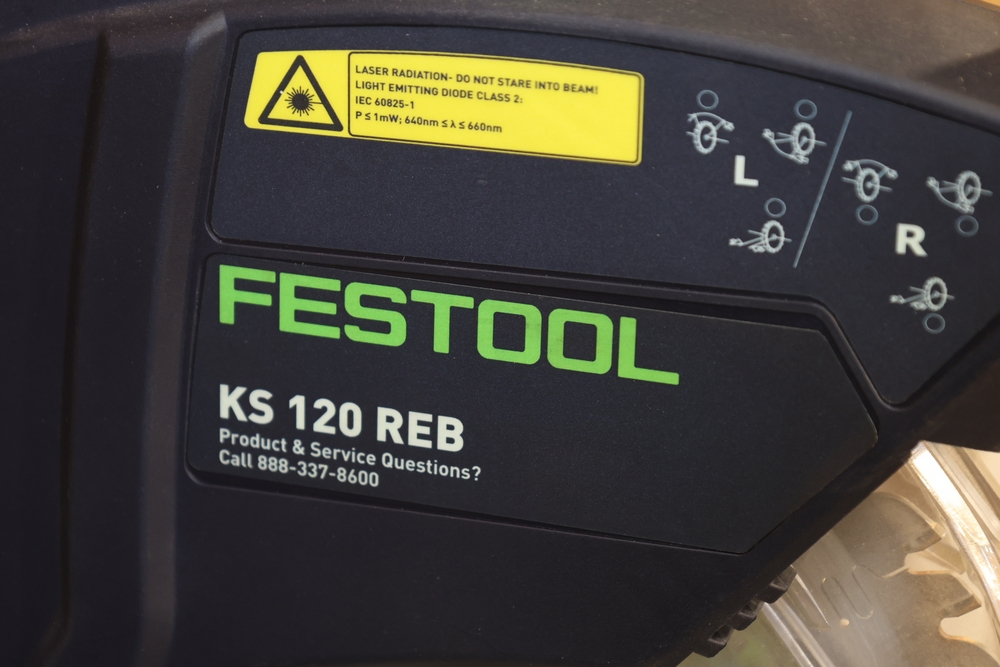 LASER RADIATION- DO NOT STARE INTO BEAM!
LIGHT EMITTING DIODE CLASS 2:
IEC 60825-1
P ≤ 1mW; 640nm ≤ λ ≤ 660nm
L
R
FESTOOL
KS 120 REB
Product & Service Questions?
Call 888-337-8600